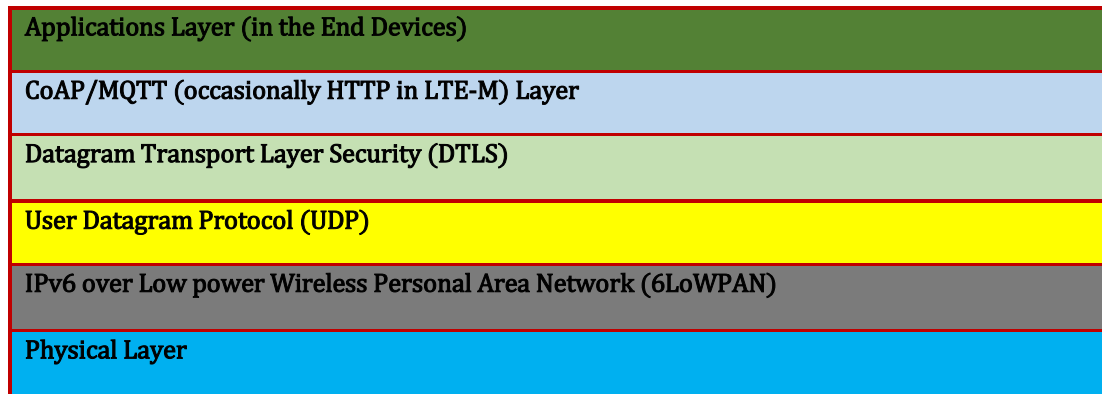 Applications Layer (in the End Devices)
CoAP/MQTT (occasionally HTTP in LTE-M) Layer
Datagram Transport Layer Security (DTLS)
User Datagram Protocol (UDP)
IPv6 over Low power Wireless Personal Area Network (6LoWPAN)
Physical Layer